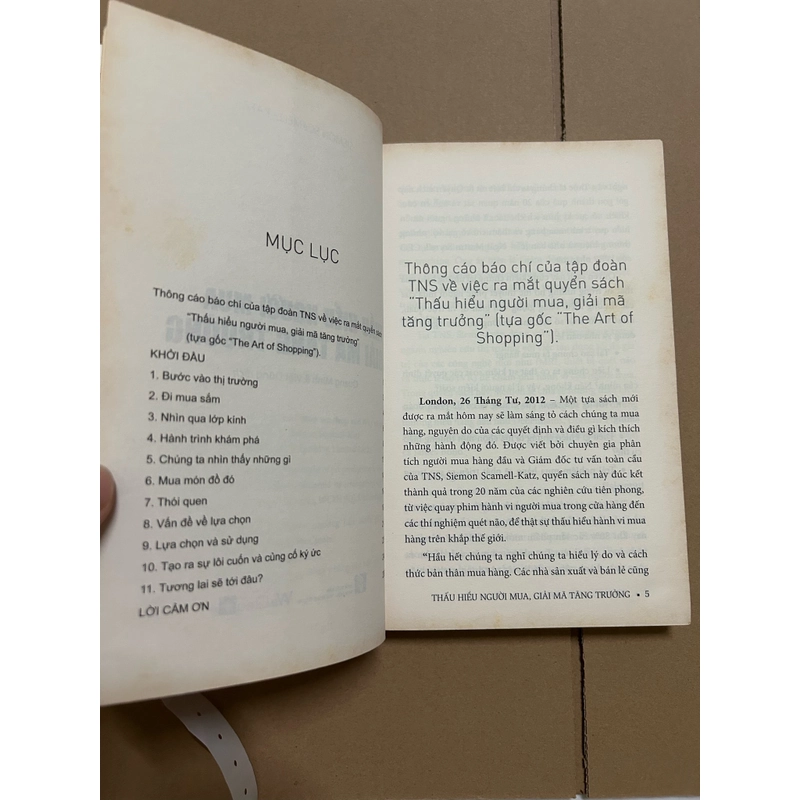 MỤC LỤC
Thông cáo báo chí của tập đoàn TNS về việc ra mắt quyển sách
"Thấu hiểu người mua, giải mã tăng trưởng"
(tựa gốc "The Art of Shopping").
KHỞI ĐẦU
1. Bước vào thị trường
2. Đi mua sắm
3. Nhìn qua lớp kính
4. Hành trình khám phá
5. Chúng ta nhìn thấy những gì
6. Mua món đồ đó
7. Thói quen
8. Vấn đề về lựa chọn
9. Lựa chọn và sử dụng
10. Tạo ra sự lôi cuốn và củng cố ký ức
11. Tương lai sẽ tới đâu?
LỜI CẢM ƠN
Thông cáo báo chí của tập đoàn
TNS về việc ra mắt quyển sách
"Thấu hiểu người mua, giải mã
tăng trưởng" (tựa gốc "The Art of
Shopping").
London, 26 Tháng Tư, 2012 – Một tựa sách mới
được ra mắt hôm nay sẽ làm sáng tỏ cách chúng ta mua
hàng, nguyên do của các quyết định và điều gì kích thích
những hành động đó. Được viết bởi chuyên gia phân
tích người mua hàng đầu và Giám đốc tư vấn toàn cầu
của TNS, Siemon Scamell-Katz, quyển sách này đúc kết
thành quả trong 20 năm của các nghiên cứu tiên phong,
từ việc quay phim hành vi người mua trong cửa hàng đến
các thí nghiệm quét não, để thật sự thấu hiểu hành vi mua
hàng trên khắp thế giới.
"Hầu hết chúng ta nghĩ chúng ta hiểu lý do và cách
thức bản thân mua hàng. Các nhà sản xuất và bán lẻ cũng
THẤU HIỂU NGƯỜI MUA, GIẢI MÃ TĂNG TRƯỞNG • 5